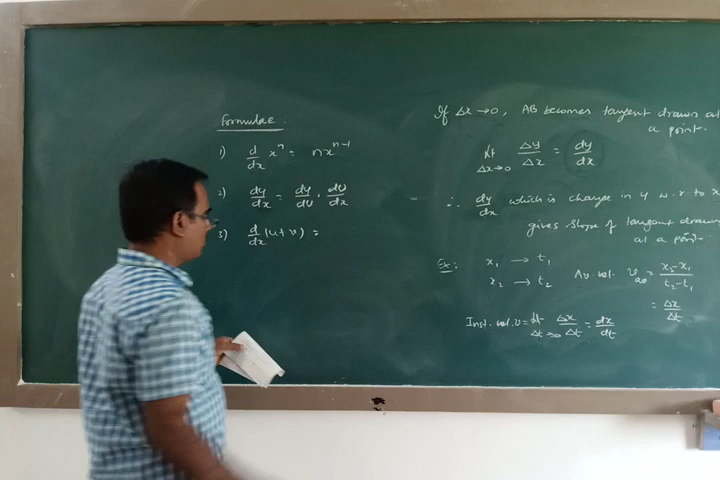 Formulae :
1) d/dx x^n = nx^(n-1)
2) dy/dx = dy/dU . dU/dx
3) d/dx (u + v) =
If Δx → 0, AB becomes tangent drawn at
a point.
Lt Δx→0 Δy/Δx = dy/dx
∴ dy/dx which is change in y w.r. to x
gives slope of tangent drawn
at a point.
Ex: x1 → t1
x2 → t2
Av vel. v_av = x2-x1/t2-t1
= Δx/Δt
Inst. vel. v = Lt Δt→0 Δx/Δt = dx/dt